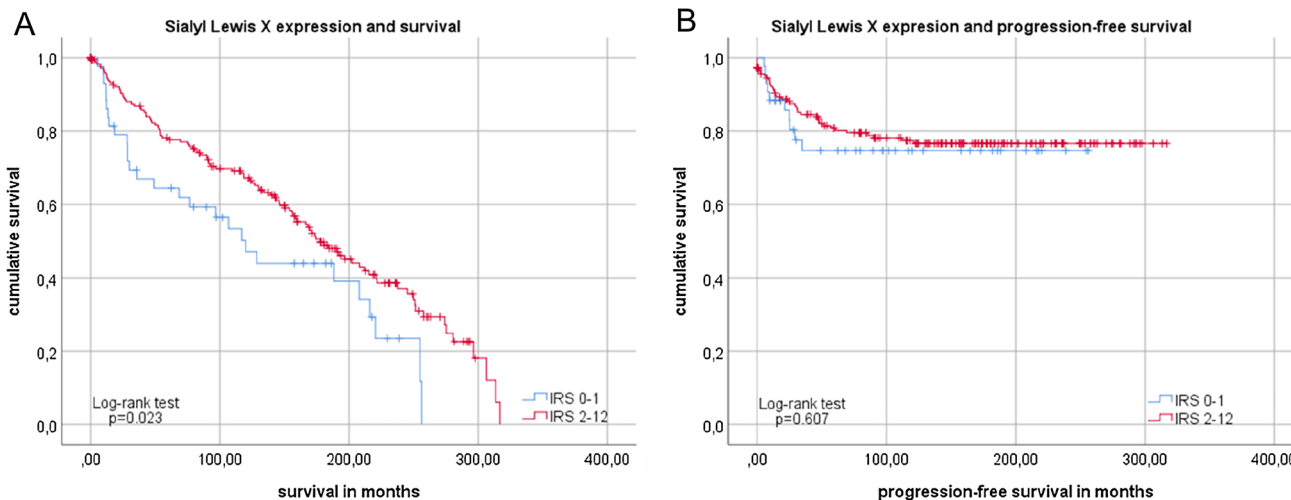 A
Sialyl Lewis X expression and survival
cumulative survival
1,0
0,8
0,6
0,4
0,2
0,0
Log-rank test
p=0.023
IRS 0-1
IRS 2-12
,00
100,00
200,00
300,00
400,00
survival in months
B
Sialyl Lewis X expresion and progression-free survival
cumulative survival
1,0
0,8
0,6
0,4
0,2
0,0
Log-rank test
p=0.607
IRS 0-1
IRS 2-12
,00
100,00
200,00
300,00
400,00
progression-free survival in months